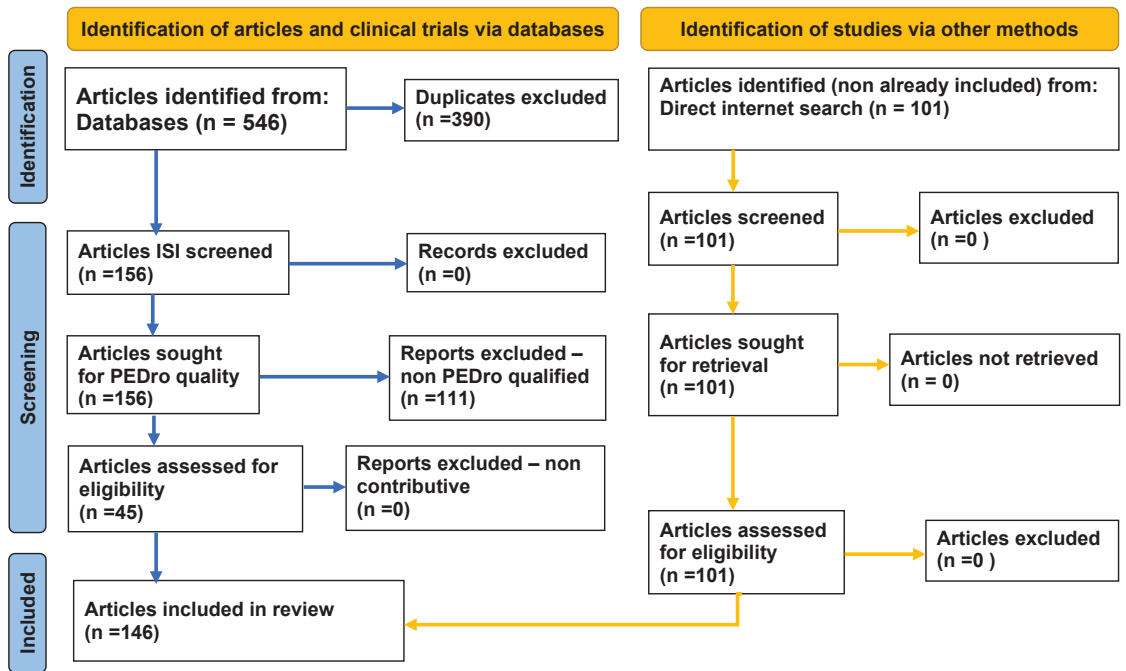 Identification of articles and clinical trials via databases
Identification of studies via other methods
Identification
Articles identified from:
Databases (n = 546)
Duplicates excluded
(n =390)
Articles identified (non already included) from:
Direct internet search (n = 101)
Screening
Articles ISI screened
(n =156)
Records excluded
(n =0)
Articles screened
(n =101)
Articles excluded
(n =0 )
Articles sought
for PEDro quality
(n =156)
Reports excluded –
non PEDro qualified
(n =111)
Articles sought
for retrieval
(n =101)
Articles not retrieved
(n = 0)
Articles assessed for
eligibility
(n =45)
Reports excluded – non
contributive
(n =0)
Articles assessed
for eligibility
(n =101)
Articles excluded
(n =0 )
Included
Articles included in review
(n =146)